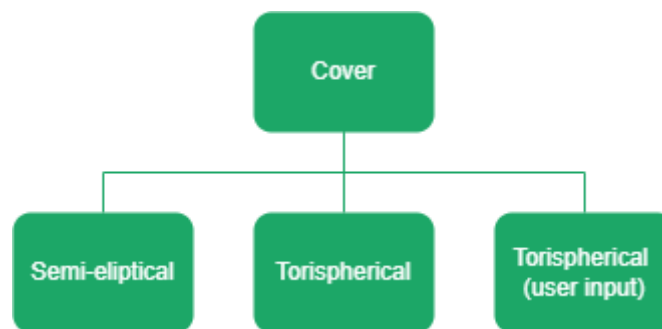 Cover
Semi-eliptical
Torispherical
Torispherical
(user input)